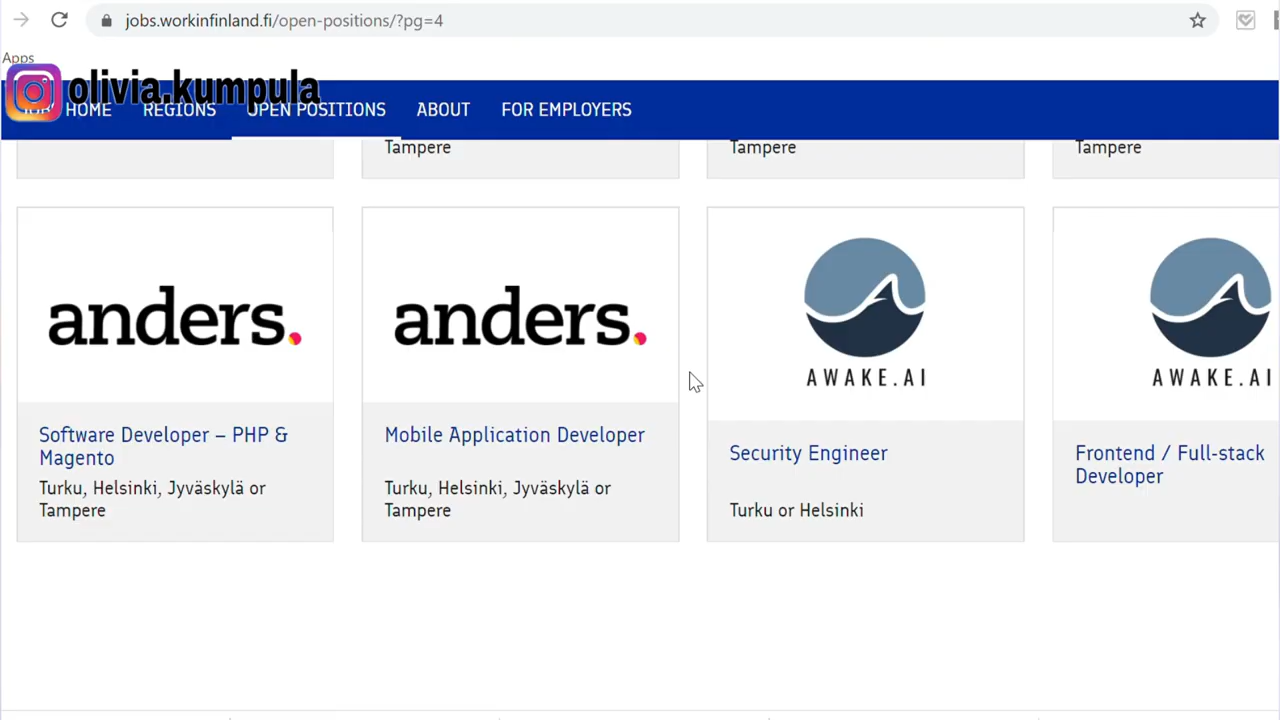 jobs.workinfinland.fi/open-positions/?pg=4
Apps
olivia.kumpula
JOBS HOME REGIONS OPEN POSITIONS ABOUT FOR EMPLOYERS
Tampere
Tampere
Tampere
anders.
Software Developer – PHP &
Magento
Turku, Helsinki, Jyväskylä or
Tampere
anders.
Mobile Application Developer
Turku, Helsinki, Jyväskylä or
Tampere
AWAKE.AI
Security Engineer
Turku or Helsinki
AWAKE.AI
Frontend / Full-stack
Developer